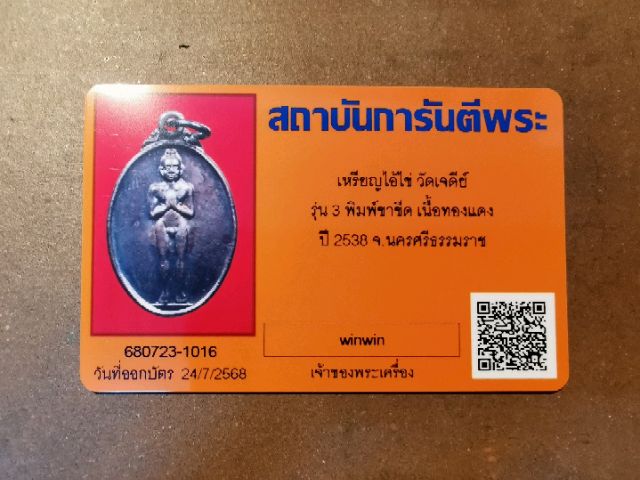 สถาบันการันตีพระ
เหรียญไอ้ไข่ วัดเจดีย์
รุ่น 3 พิมพ์ขาขีด เนื้อทองแดง
ปี 2538 จ.นครศรีธรรมราช
winwin
เจ้าของพระเครื่อง
680723-1016
วันที่ออกบัตร 24/7/2568